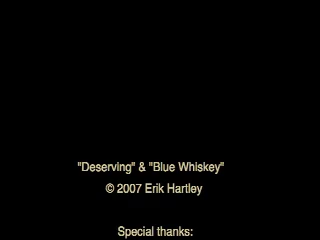 "Deserving" & "Blue Whiskey"
© 2007 Erik Hartley
Special thanks: